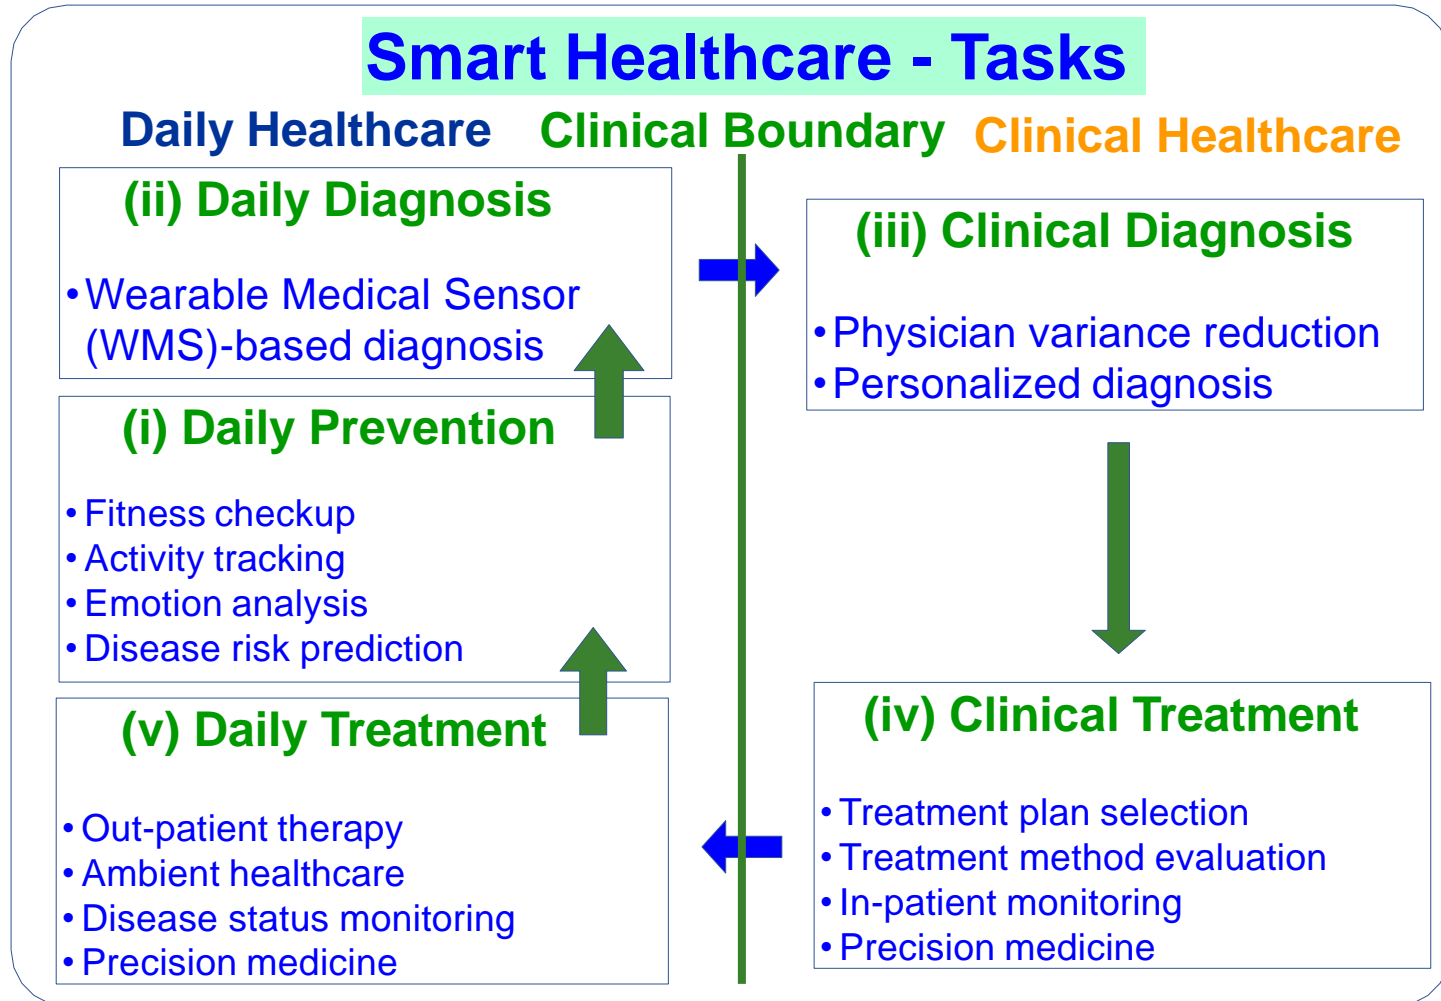 Smart Healthcare - Tasks
Daily Healthcare
Clinical Boundary
Clinical Healthcare
(ii) Daily Diagnosis
•Wearable Medical Sensor
(WMS)-based diagnosis
(i) Daily Prevention
•Fitness checkup
•Activity tracking
•Emotion analysis
•Disease risk prediction
(v) Daily Treatment
•Out-patient therapy
•Ambient healthcare
•Disease status monitoring
•Precision medicine
(iii) Clinical Diagnosis
•Physician variance reduction
•Personalized diagnosis
(iv) Clinical Treatment
•Treatment plan selection
•Treatment method evaluation
•In-patient monitoring
•Precision medicine